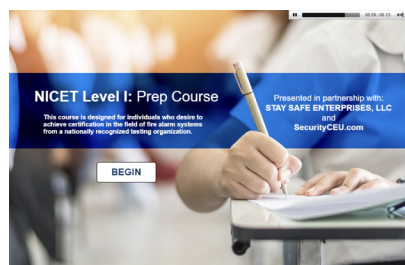 NICET Level I: Prep Course
This course is designed for individuals who desire to
achieve certification in the field of fire alarm systems
from a nationally recognized testing organization.
Presented in partnership with:
STAY SAFE ENTERPRISES, LLC
and
SecurityCEU.com
BEGIN